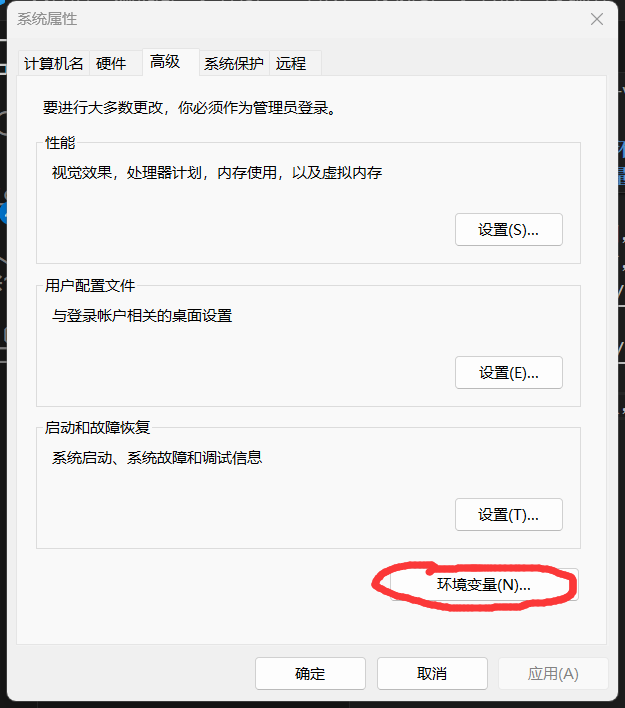 系统属性
计算机名 硬件 高级 系统保护 远程
要进行大多数更改，你必须作为管理员登录。
性能
视觉效果，处理器计划，内存使用，以及虚拟内存
设置(S)...
用户配置文件
与登录帐户相关的桌面设置
设置(E)...
启动和故障恢复
系统启动、系统故障和调试信息
设置(T)...
环境变量(N)...
确定 取消 应用(A)